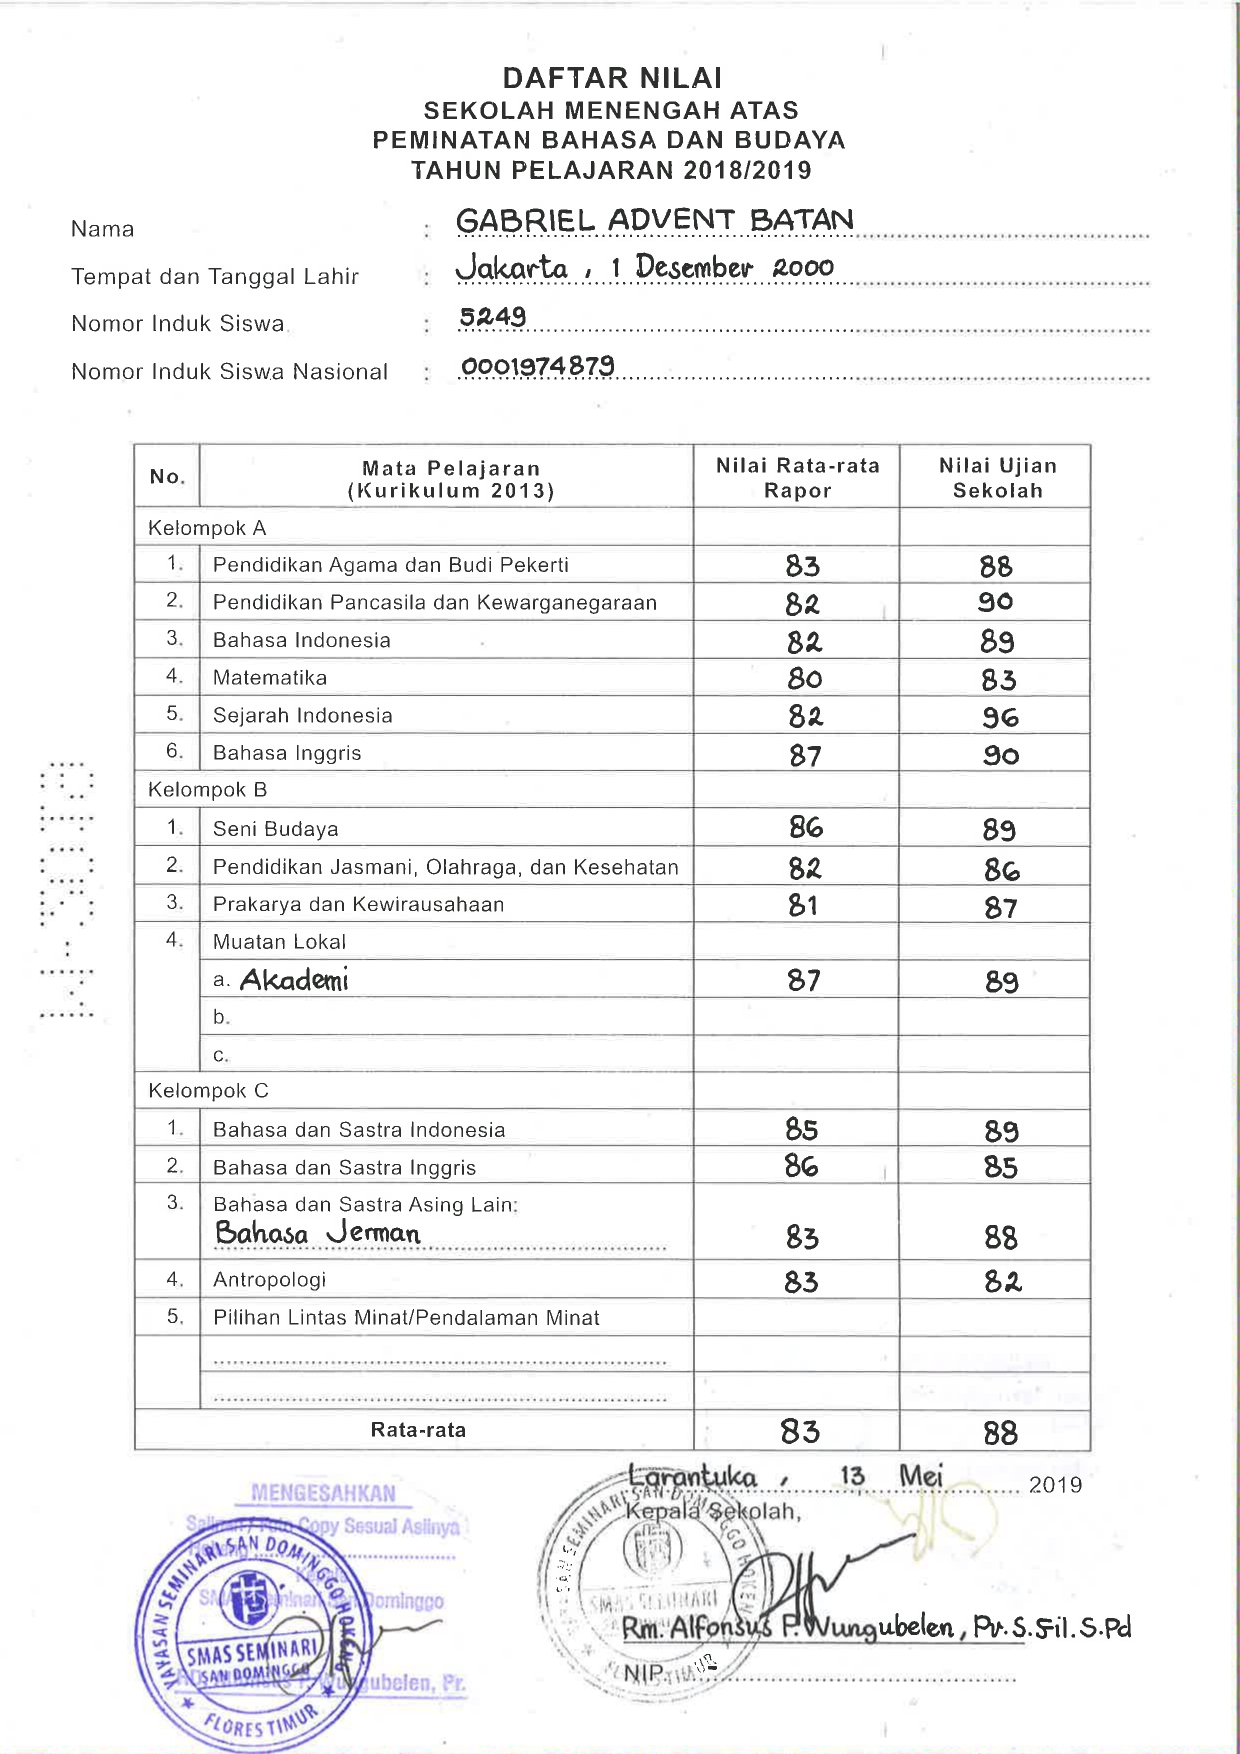 DAFTAR NILAI
SEKOLAH MENENGAH ATAS
PEMINATAN BAHASA DAN BUDAYA
TAHUN PELAJARAN 2018/2019
Nama : GABRIEL ADVENT BATAN
Tempat dan Tanggal Lahir : Jakarta, 1 Desember 2000
Nomor Induk Siswa : 5249
Nomor Induk Siswa Nasional : 0001974879
No. Mata Pelajaran (Kurikulum 2013) Nilai Rata-rata Rapor Nilai Ujian Sekolah
Kelompok A
1. Pendidikan Agama dan Budi Pekerti 83 88
2. Pendidikan Pancasila dan Kewarganegaraan 82 90
3. Bahasa Indonesia 82 89
4. Matematika 80 83
5. Sejarah Indonesia 82 96
6. Bahasa Inggris 87 90
Kelompok B
1. Seni Budaya 86 89
2. Pendidikan Jasmani, Olahraga, dan Kesehatan 82 86
3. Prakarya dan Kewirausahaan 81 87
4. Muatan Lokal
a. Akademi 87 89
b.
c.
Kelompok C
1. Bahasa dan Sastra Indonesia 85 89
2. Bahasa dan Sastra Inggris 86 85
3. Bahasa dan Sastra Asing Lain:
Bahasa Jerman 83 88
4. Antropologi 83 82
5. Pilihan Lintas Minat/Pendalaman Minat
Rata-rata 83 88
Larantuka, 13 Mei 2019
Kepala Sekolah,
Rm. Alfonsus P. Wungubelen, Pr. S.Fil. S.Pd
NIP. -
MENGESAHKAN
Salinan / Foto Copy Sesuai Aslinya
YAYASAN SEMINARI SAN DOMINGGO HOKENG
SMAS SEMINARI
SAN DOMINGGO
FLORES TIMUR